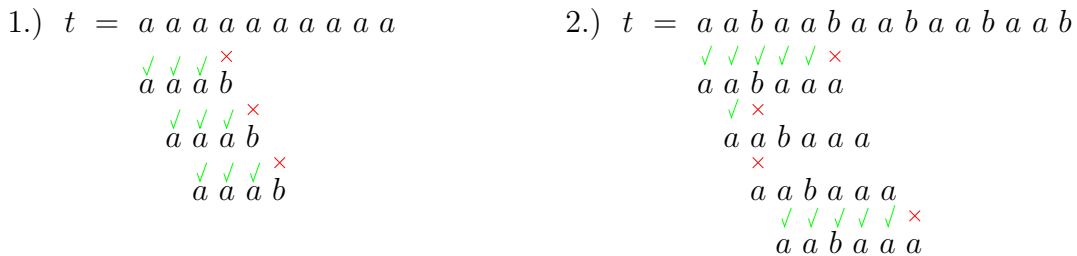 1.) t = a a a a a a a a a a
✓ ✓ ✓ ×
a a a b
✓ ✓ ✓ ×
a a a b
✓ ✓ ✓ ×
a a a b
2.) t = a a b a a b a a b a a b a a b
✓ ✓ ✓ ✓ ✓ ×
a a b a a a
✓ ×
a a b a a a
×
a a b a a a
✓ ✓ ✓ ✓ ✓ ×
a a b a a a